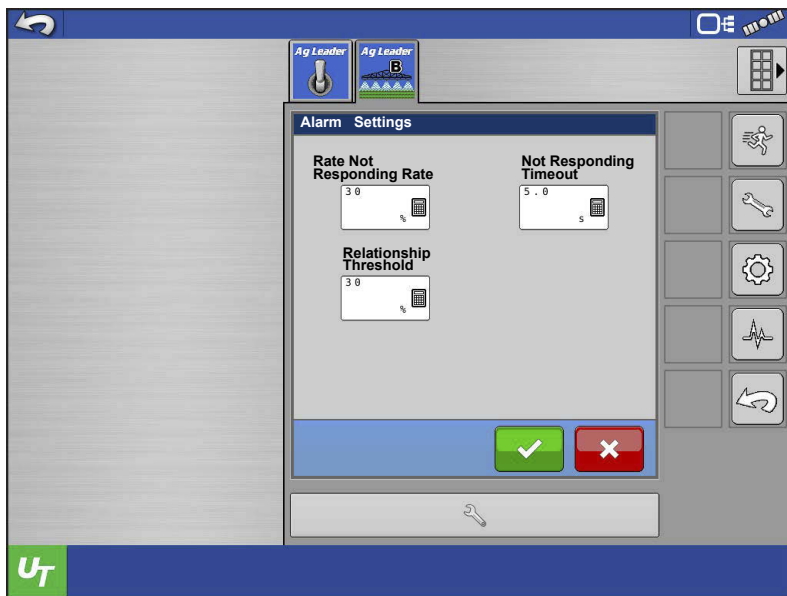 Ag Leader
Ag Leader
B
Alarm Settings
Rate Not
Responding Rate
Not Responding
Timeout
30
%
5.0
s
Relationship
Threshold
30
%
UT